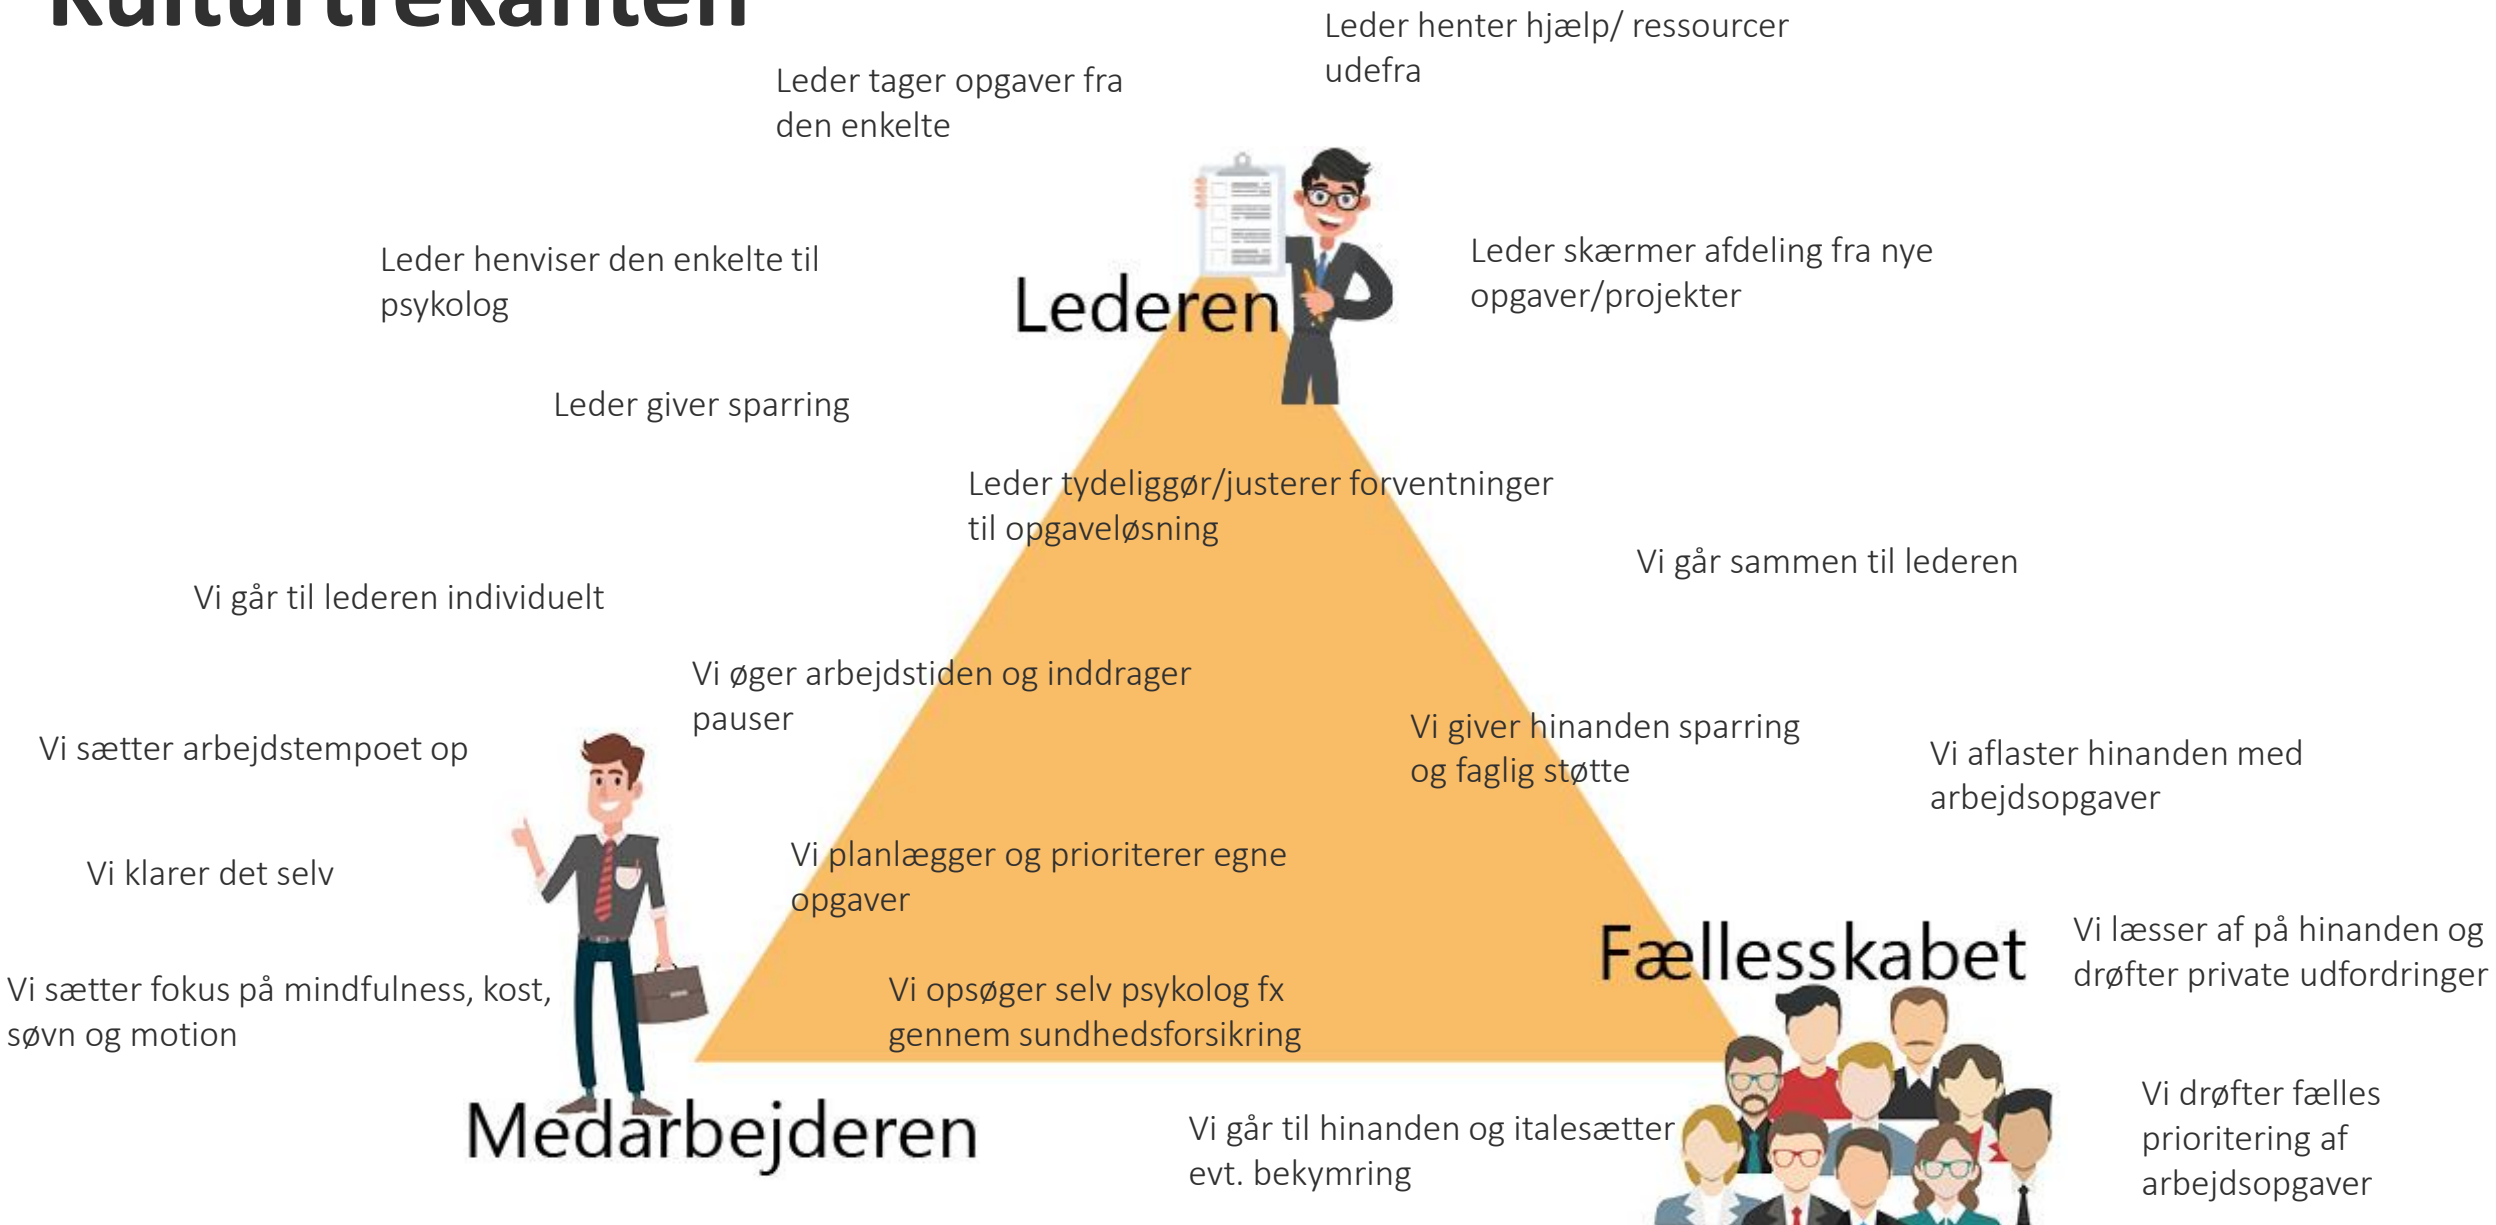 Kulturtrekanten
Leder henter hjælp/ ressourcer
udefra
Leder tager opgaver fra
den enkelte
Leder henviser den enkelte til
psykolog
Leder skærmer afdeling fra nye
opgaver/projekter
Lederen
Leder giver sparring
Leder tydeliggør/justerer forventninger
til opgaveløsning
Vi går sammen til lederen
Vi går til lederen individuelt
Vi øger arbejdstiden og inddrager
pauser
Vi sætter arbejdstempoet op
Vi giver hinanden sparring
og faglig støtte
Vi aflaster hinanden med
arbejdsopgaver
Vi klarer det selv
Vi planlægger og prioriterer egne
opgaver
Fællesskabet
Vi læsser af på hinanden og
drøfter private udfordringer
Vi sætter fokus på mindfulness, kost,
søvn og motion
Vi opsøger selv psykolog fx
gennem sundhedsforsikring
Medarbejderen
Vi går til hinanden og italesætter
evt. bekymring
Vi drøfter fælles
prioritering af
arbejdsopgaver